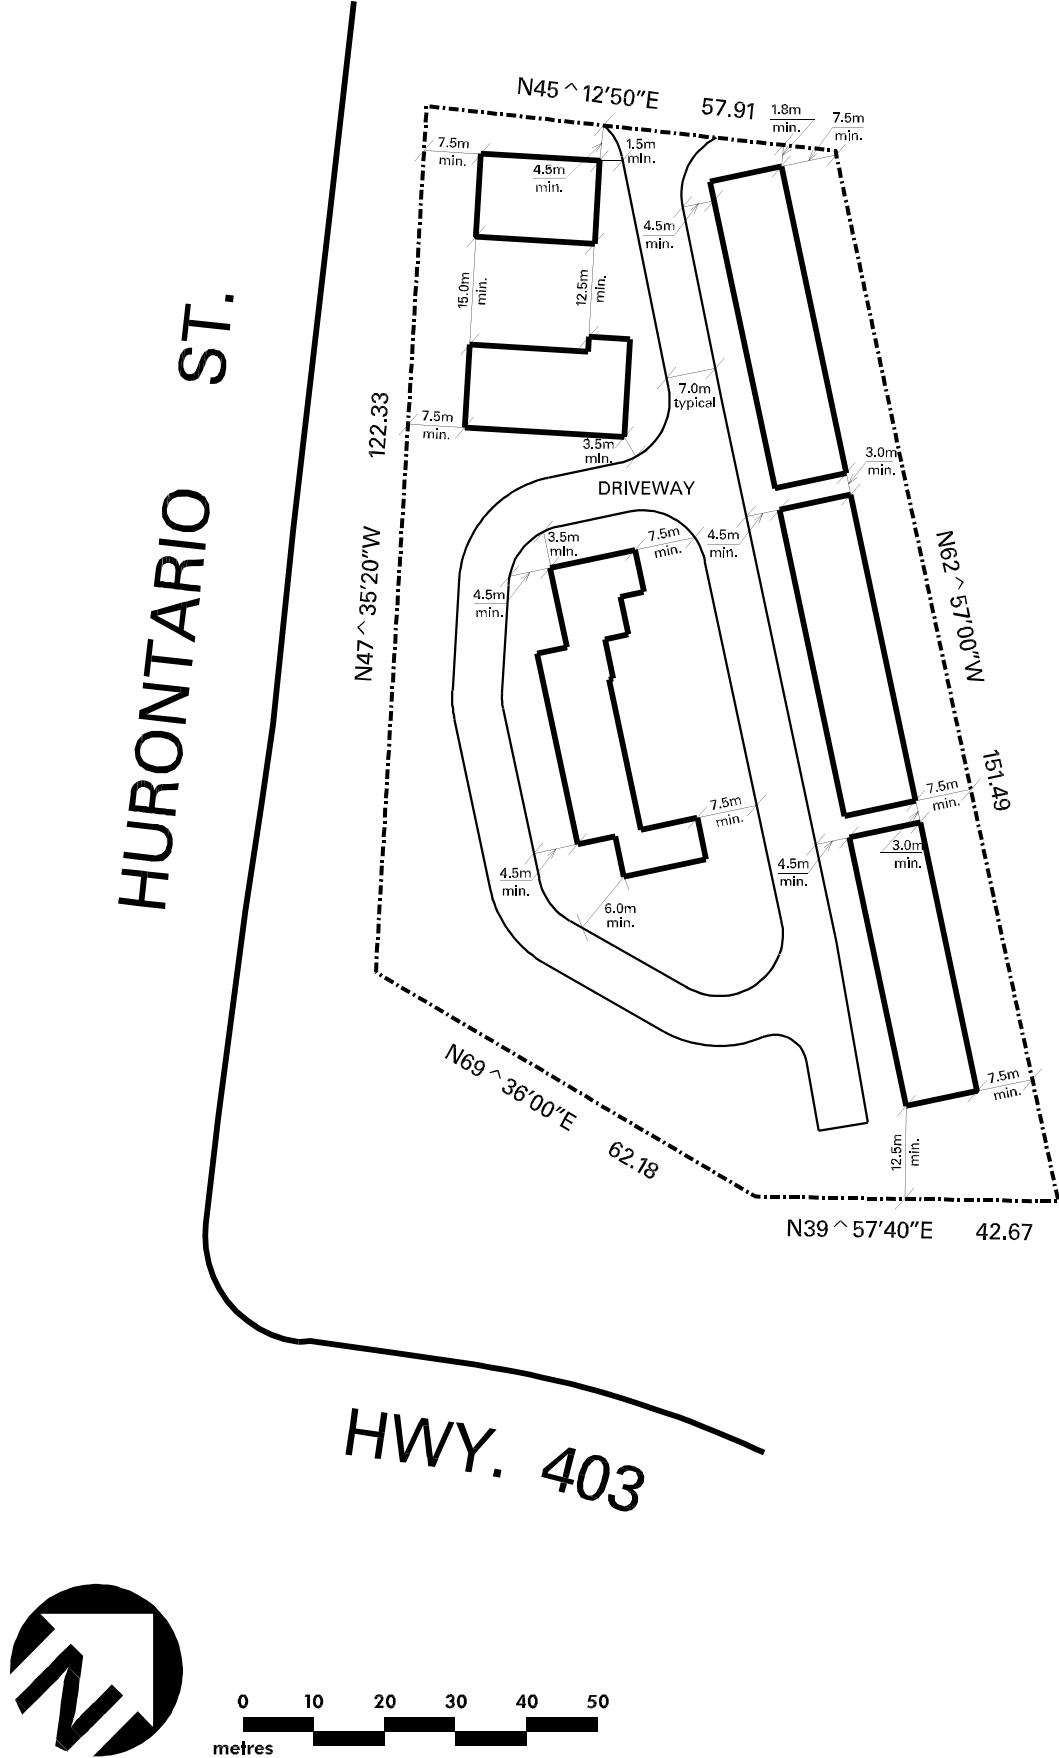 N45^12'50"E 57.91
1.8m
min.
7.5m
min.
7.5m
min.
4.5m
min.
1.5m
min.
4.5m
min.
15.0m
min.
12.5m
min.
ST.
7.0m
typical
122.33
7.5m
min.
3.5m
min.
3.0m
min.
DRIVEWAY
HURONTARIO
N47^35'20"W
3.5m
min.
7.5m
min.
4.5m
min.
4.5m
min.
N62^57'00"W
151.49
7.5m
min.
7.5m
min.
3.0m
min.
4.5m
min.
4.5m
min.
6.0m
min.
N69^36'00"E
62.18
7.5m
min.
12.5m
min.
N39^57'40"E 42.67
HWY. 403
N
0 10 20 30 40 50
metres